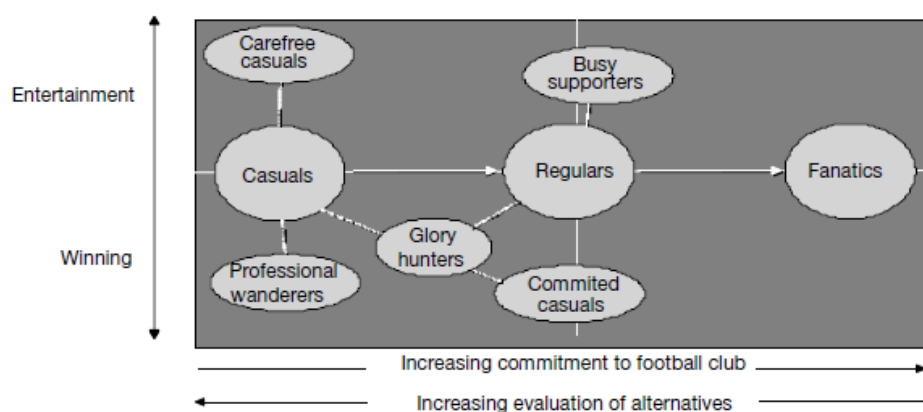 Entertainment
Winning
Carefree
casuals
Busy
supporters
Casuals
Regulars
Fanatics
Glory
hunters
Professional
wanderers
Commited
casuals
Increasing commitment to football club
Increasing evaluation of alternatives